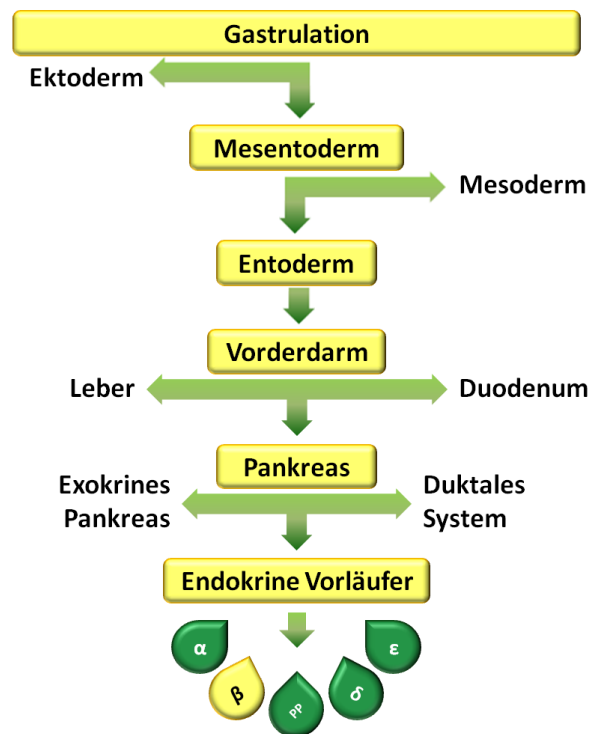 Gastrulation
Ektoderm
Mesentoderm
Mesoderm
Entoderm
Vorderdarm
Leber
Duodenum
Pankreas
Exokrines
Pankreas
Duktales
System
Endokrine Vorläufer
α
β
PP
δ
ε